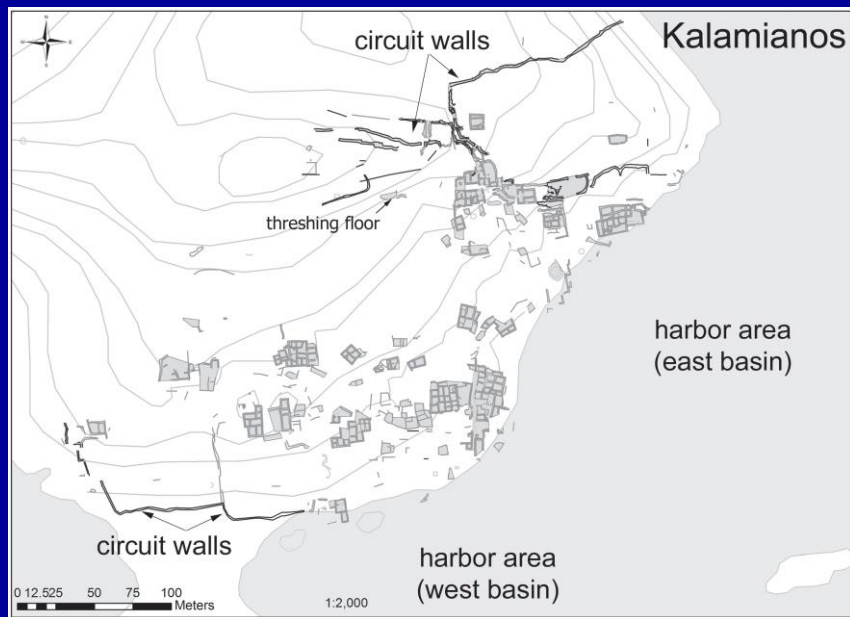 Kalamianos
N
W
E
S
circuit walls
threshing floor
harbor area
(east basin)
circuit walls
harbor area
(west basin)
0 12.525 50 75 100
Meters
1:2,000